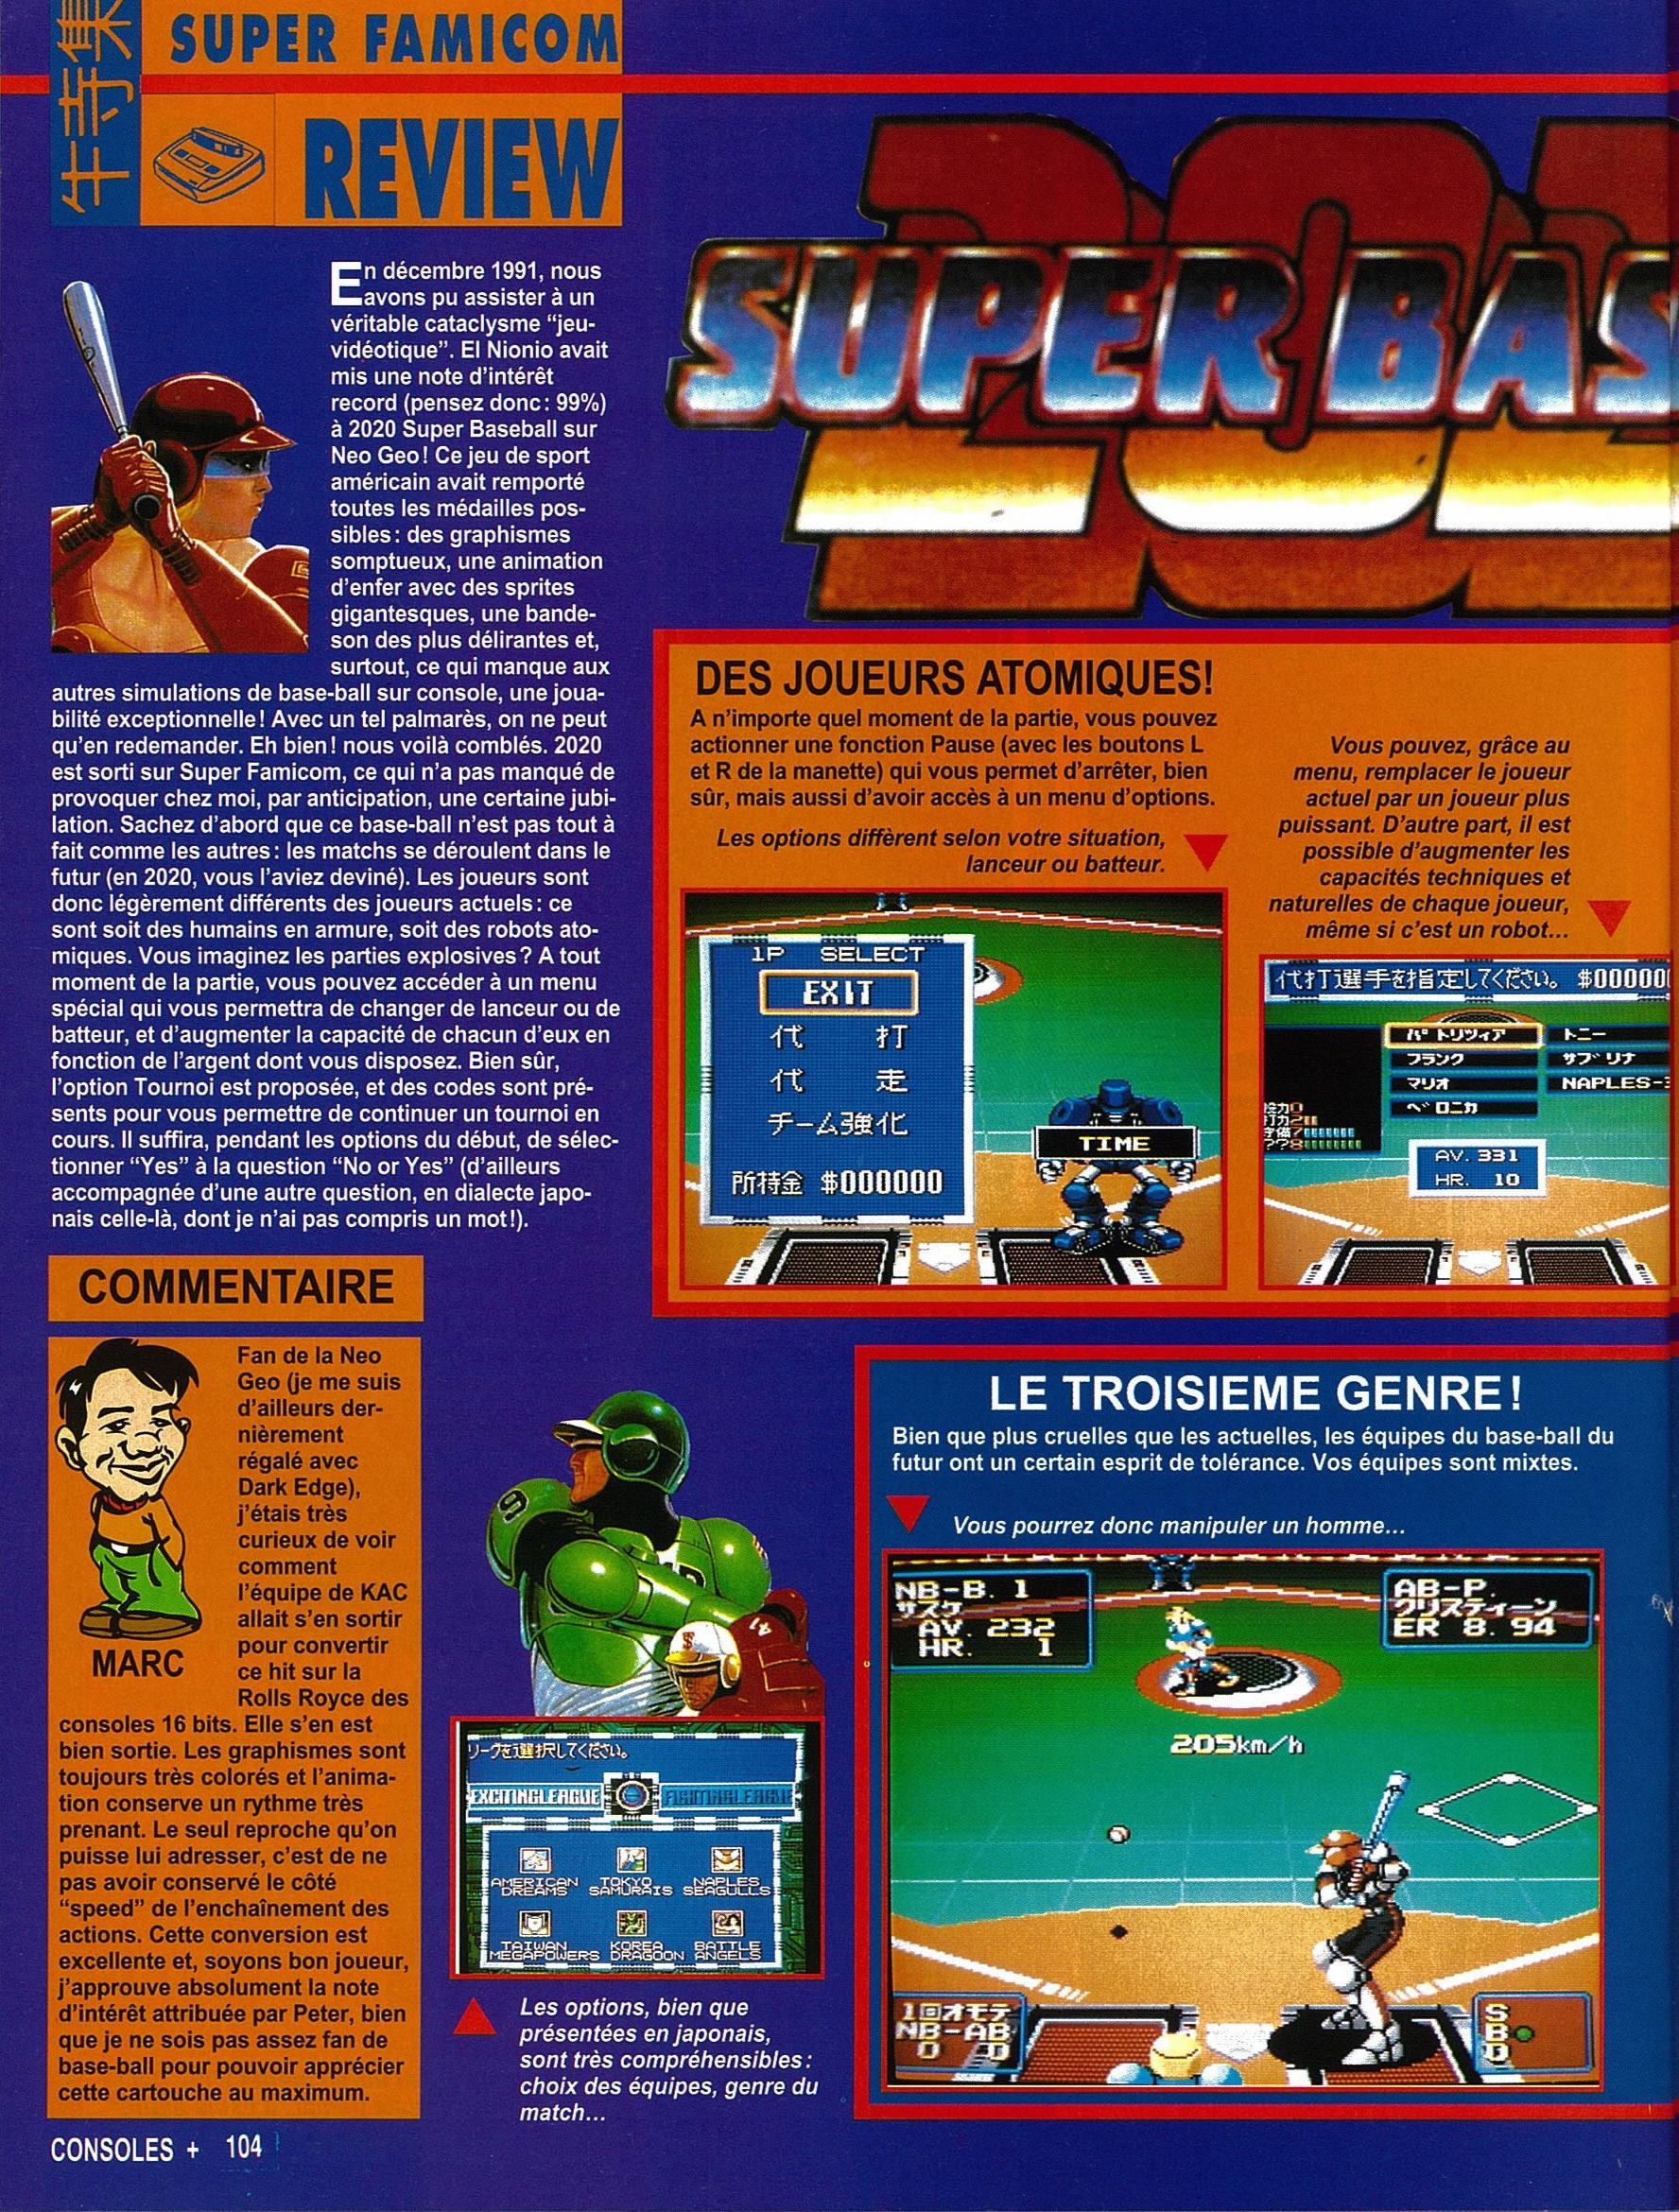 SUPER FAMICOM
REVIEW
En décembre 1991, nous
avons pu assister à un
véritable cataclysme “jeu-
vidéotique”. El Nionio avait
mis une note d’intérêt
record (pensez donc : 99%)
à 2020 Super Baseball sur
Neo Geo ! Ce jeu de sport
américain avait remporté
toutes les médailles pos-
sibles : des graphismes
somptueux, une animation
d’enfer avec des sprites
gigantesques, une bande-
son des plus délirantes et,
surtout, ce qui manque aux
autres simulations de base-ball sur console, une joua-
bilité exceptionnelle ! Avec un tel palmarès, on ne peut
qu’en redemander. Eh bien ! nous voilà comblés. 2020
est sorti sur Super Famicom, ce qui n’a pas manqué de
provoquer chez moi, par anticipation, une certaine jubi-
lation. Sachez d’abord que ce base-ball n’est pas tout à
fait comme les autres : les matchs se déroulent dans le
futur (en 2020, vous l’aviez deviné). Les joueurs sont
donc légèrement différents des joueurs actuels : ce
sont soit des humains en armure, soit des robots ato-
miques. Vous imaginez les parties explosives ? A tout
moment de la partie, vous pouvez accéder à un menu
spécial qui vous permettra de changer de lanceur ou de
batteur, et d’augmenter la capacité de chacun d’eux en
fonction de l’argent dont vous disposez. Bien sûr,
l’option Tournoi est proposée, et des codes sont pré-
sents pour vous permettre de continuer un tournoi en
cours. Il suffira, pendant les options du début, de sélec-
tionner “Yes” à la question “No or Yes” (d’ailleurs
accompagnée d’une autre question, en dialecte japo-
nais celle-là, dont je n’ai pas compris un mot !).
COMMENTAIRE
Fan de la Neo
Geo (je me suis
d’ailleurs der-
nièrement
régalé avec
Dark Edge),
j’étais très
curieux de voir
comment
l’équipe de KAC
allait s’en sortir
pour convertir
ce hit sur la
Rolls Royce des
MARC
consoles 16 bits. Elle s’en est
bien sortie. Les graphismes sont
toujours très colorés et l’anima-
tion conserve un rythme très
prenant. Le seul reproche qu’on
puisse lui adresser, c’est de ne
pas avoir conservé le côté
“speed” de l’enchaînement des
actions. Cette conversion est
excellente et, soyons bon joueur,
j’approuve absolument la note
d’intérêt attribuée par Peter, bien
que je ne sois pas assez fan de
base-ball pour pouvoir apprécier
cette cartouche au maximum.
SUPER BAS
DES JOUEURS ATOMIQUES !
A n’importe quel moment de la partie, vous pouvez
actionner une fonction Pause (avec les boutons L
et R de la manette) qui vous permet d’arrêter, bien
sûr, mais aussi d’avoir accès à un menu d’options.
Les options diffèrent selon votre situation,
lanceur ou batteur.
1P SELECT
EXIT
代 打
代 走
チーム強化
所持金 $000000
TIME
Vous pouvez, grâce au
menu, remplacer le joueur
actuel par un joueur plus
puissant. D’autre part, il est
possible d’augmenter les
capacités techniques et
naturelles de chaque joueur,
même si c’est un robot...
代打選手を指定してください。 $00000
パトリツィア トニー
フランク サブリナ
マリオ NAPLES-
ベロニカ
AV. 331
HR. 10
9
41
リーグを選択してください。
EXCITING LEAGUE
AMERICAN DREAMS
TOKYO SAMURAIS
NAPLES SEAGULLS
TAIWAN MEGAPOWERS
KOREA DRAGOON
BATTLE ANGELS
Les options, bien que
présentées en japonais,
sont très compréhensibles :
choix des équipes, genre du
match...
LE TROISIEME GENRE !
Bien que plus cruelles que les actuelles, les équipes du base-ball du
futur ont un certain esprit de tolérance. Vos équipes sont mixtes.
Vous pourrez donc manipuler un homme...
NB-B. 1
サスケ
AV. 232
HR. 1
AB-P.
クリスティーン
ER 8. 94
205km/h
1回オモテ
NB-AB
0 0
S
B
O
CONSOLES + 104